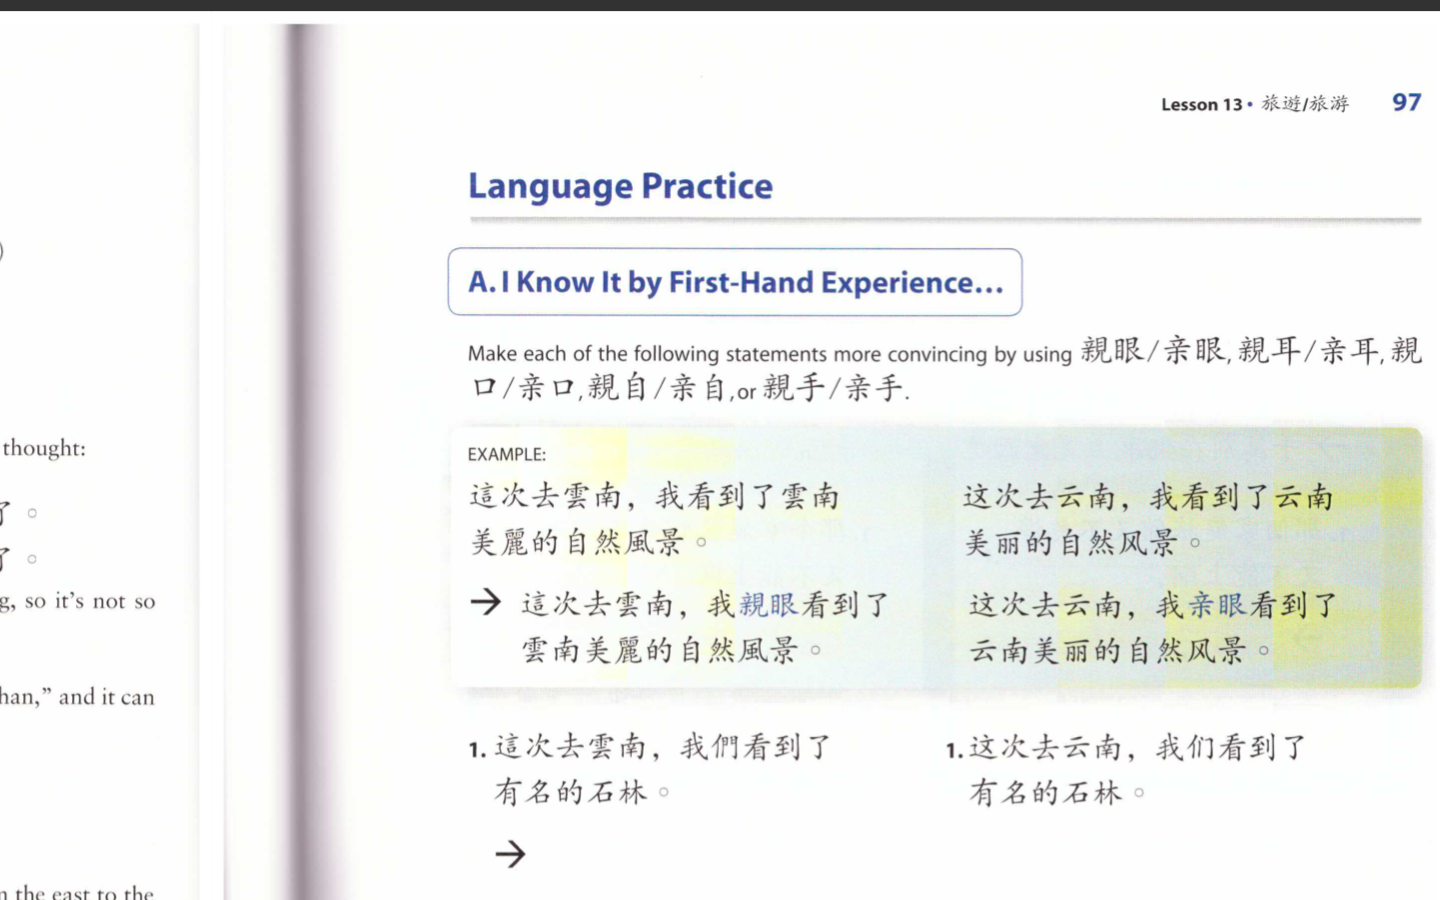 Lesson 13 • 旅遊/旅游 97
Language Practice
A. I Know It by First-Hand Experience…
Make each of the following statements more convincing by using 親眼/亲眼, 親耳/亲耳, 親
口/亲口, 親自/亲自, or 親手/亲手.
EXAMPLE:
這次去雲南，我看到了雲南
美麗的自然風景。
→ 這次去雲南，我親眼看到了
雲南美麗的自然風景。
这次去云南，我看到了云南
美丽的自然风景。
这次去云南，我亲眼看到了
云南美丽的自然风景。
1. 這次去雲南，我們看到了
有名的石林。
→
1. 这次去云南，我们看到了
有名的石林。
)
thought:
了。
了。
g, so it's not so
han,” and it can
n the east to the